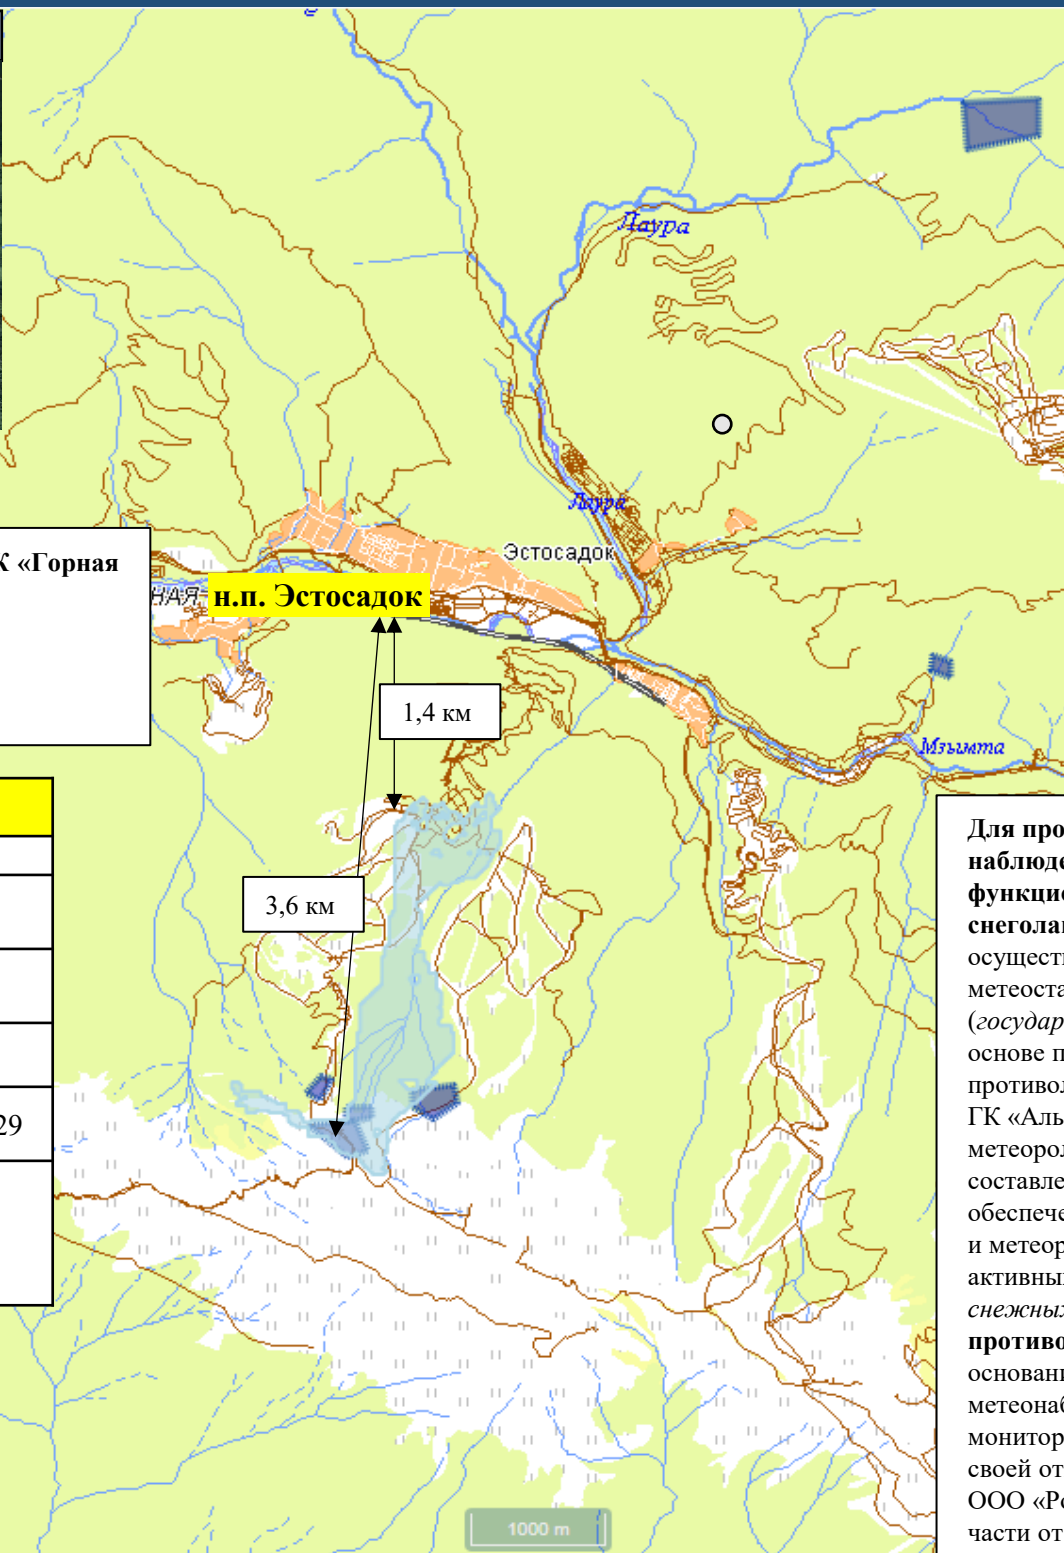 Лаура
Лаура
Эстосадок
К «Горная
НАЯ
н.п. Эстосадок
1,4 км
Мзымта
3,6 км
29
Для про
наблюде
функци
снегола
осущест
метеоста
(государ
основе п
противол
ГК «Аль
метеорол
составле
обеспече
и метеор
активны
снежных
противо
основани
метеонаб
монитор
своей от
ООО «Ро
части от
1000 m